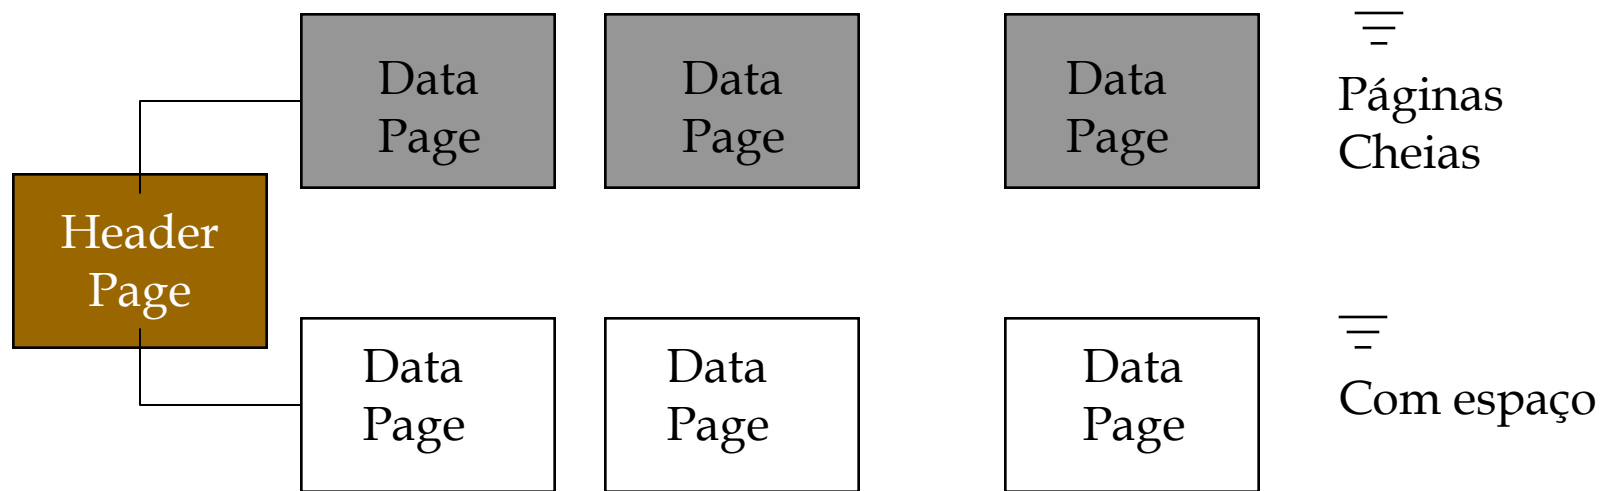 Data
Page
Data
Page
Data
Page
Páginas
Cheias
Header
Page
Data
Page
Data
Page
Data
Page
Com espaço